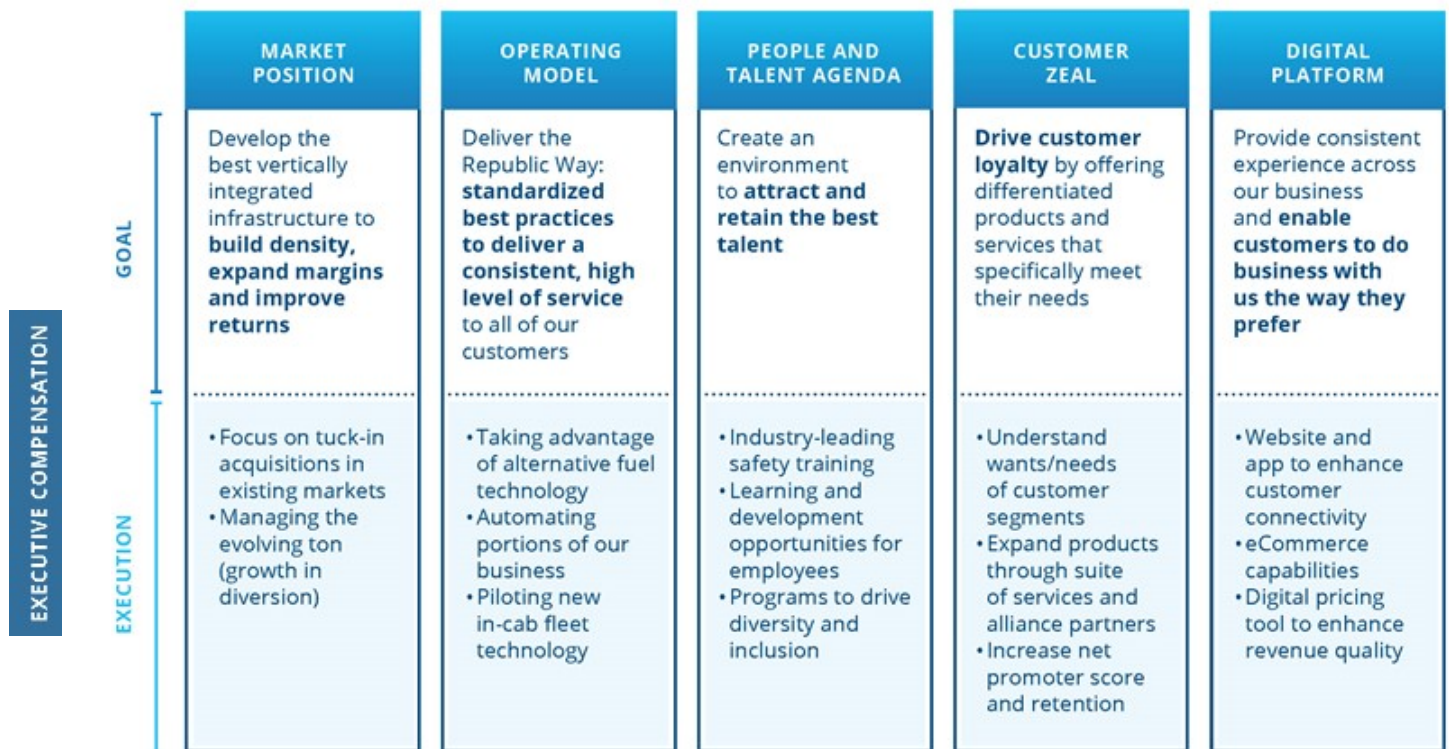 EXECUTIVE COMPENSATION
MARKET
POSITION
OPERATING
MODEL
PEOPLE AND
TALENT AGENDA
CUSTOMER
ZEAL
DIGITAL
PLATFORM
GOAL
Develop the
best vertically
integrated
infrastructure to
build density,
expand margins
and improve
returns
Deliver the
Republic Way:
standardized
best practices
to deliver a
consistent, high
level of service
to all of our
customers
Create an
environment
to attract and
retain the best
talent
Drive customer
loyalty by offering
differentiated
products and
services that
specifically meet
their needs
Provide consistent
experience across
our business
and enable
customers to do
business with
us the way they
prefer
EXECUTION
•Focus on tuck-in
acquisitions in
existing markets
•Managing the
evolving ton
(growth in
diversion)
•Taking advantage
of alternative fuel
technology
•Automating
portions of our
business
•Piloting new
in-cab fleet
technology
•Industry-leading
safety training
•Learning and
development
opportunities for
employees
•Programs to drive
diversity and
inclusion
•Understand
wants/needs
of customer
segments
•Expand products
through suite
of services and
alliance partners
•Increase net
promoter score
and retention
•Website and
app to enhance
customer
connectivity
•eCommerce
capabilities
•Digital pricing
tool to enhance
revenue quality